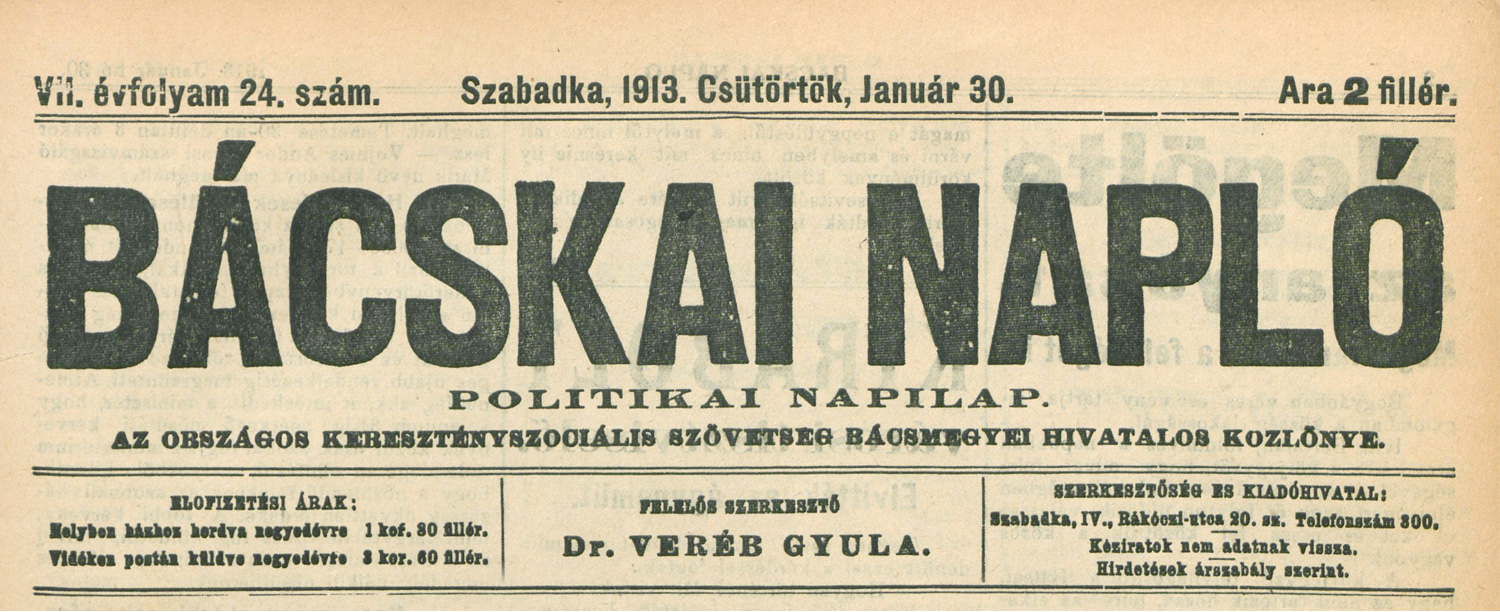 VII. évfolyam 24. szám. Szabadka, 1913. Csütörtök, Január 30. Ara 2 fillér.
BÁCSKAI NAPLÓ
POLITIKAI NAPILAP.
AZ ORSZÁGOS KERESZTÉNYSZOCIÁLIS SZÖVETSÉG BÁCSMEGYEI HIVATALOS KOZLÖNYE.
ELOFIZETÉSI ÁRAK:
Helyben házhoz hordva negyedévre 1 kor. 80 fillér.
Vidéken postán küldve negyedévre 3 kor. 60 fillér.
FELELŐS SZERKESZTŐ
Dr. VERÉB GYULA.
SZERKESZTŐSÉG ES KIADÓHIVATAL:
Szabadka, IV., Rákóczi-utca 20. sz. Telefonszám 300.
Kéziratok nem adatnak vissza.
Hirdetések árszabály szerint.